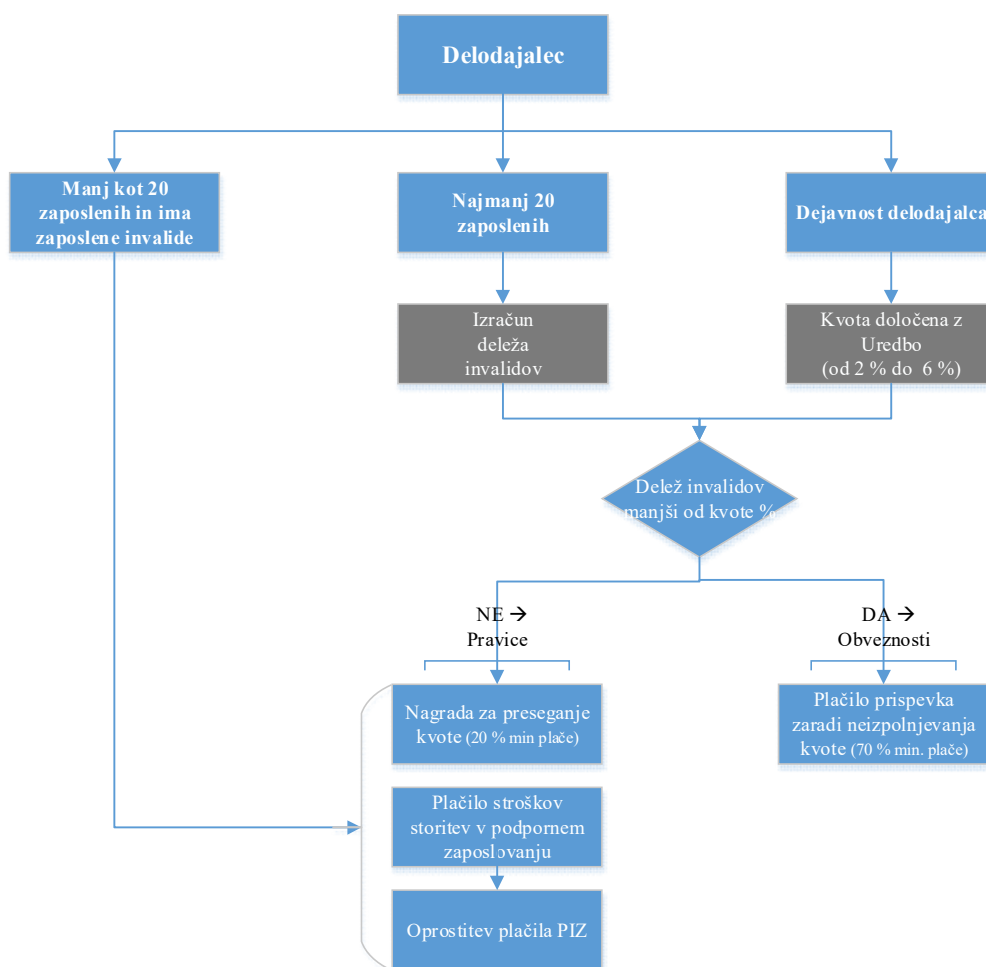 Delodajalec
Manj kot 20
zaposlenih in ima
zaposlene invalide
Najmanj 20
zaposlenih
Dejavnost delodajalca
Izračun
deleža
invalidov
Kvota določena z
Uredbo
(od 2 % do 6 %)
Delež invalidov
manjši od kvote %
NE →
Pravice
DA →
Obveznosti
Nagrada za preseganje
kvote (20 % min plače)
Plačilo prispevka
zaradi neizpolnjevanja
kvote (70 % min. plače)
Plačilo stroškov
storitev v podpornem
zaposlovanju
Oprostitev plačila PIZ